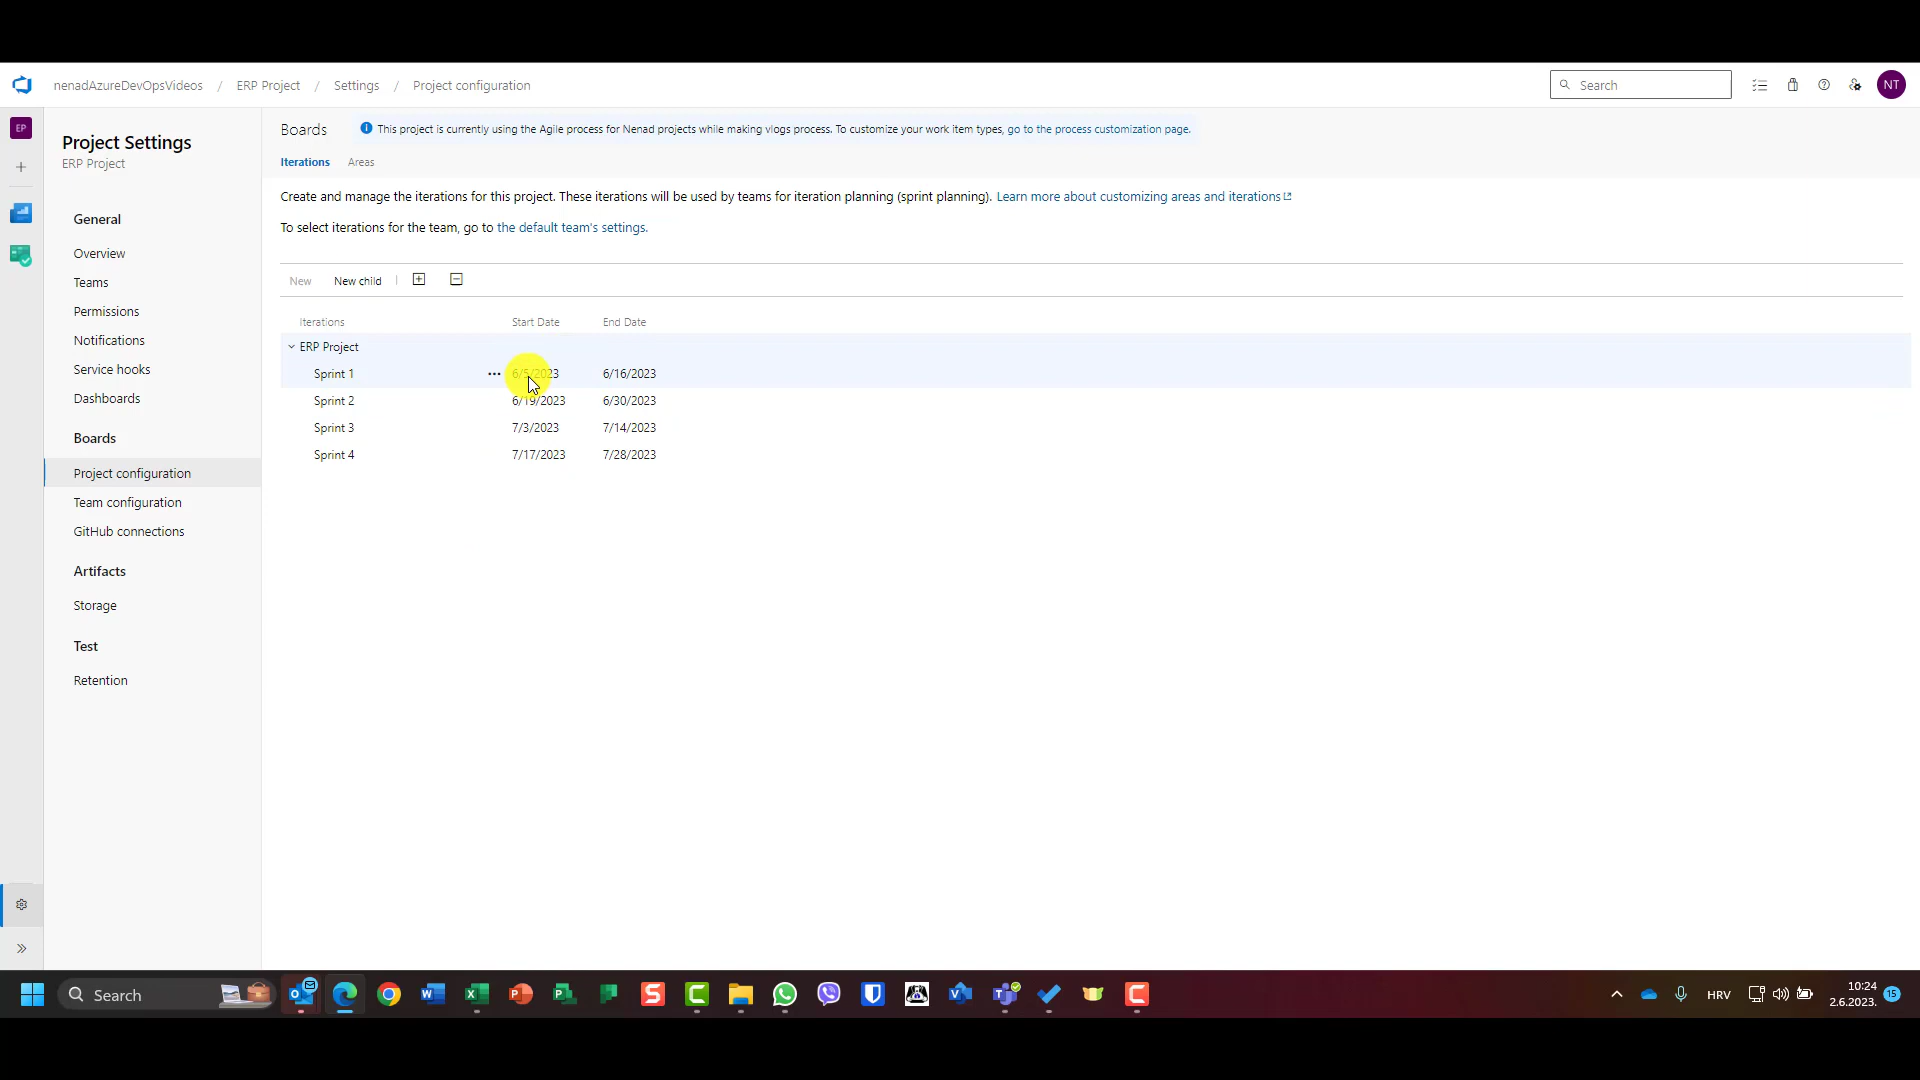 nenadAzureDevOpsVideos / ERP Project / Settings / Project configuration
Search
NT
EP
Project Settings
ERP Project
General
Overview
Teams
Permissions
Notifications
Service hooks
Dashboards
Boards
Project configuration
Team configuration
GitHub connections
Artifacts
Storage
Test
Retention
Boards
This project is currently using the Agile process for Nenad projects while making vlogs process. To customize your work item types, go to the process customization page.
Iterations Areas
Create and manage the iterations for this project. These iterations will be used by teams for iteration planning (sprint planning). Learn more about customizing areas and iterations
To select iterations for the team, go to the default team's settings.
New New child
Iterations Start Date End Date
ERP Project
Sprint 1 ... 6/5/2023 6/16/2023
Sprint 2 6/19/2023 6/30/2023
Sprint 3 7/3/2023 7/14/2023
Sprint 4 7/17/2023 7/28/2023
Search
HRV
10:24
2.6.2023.
15